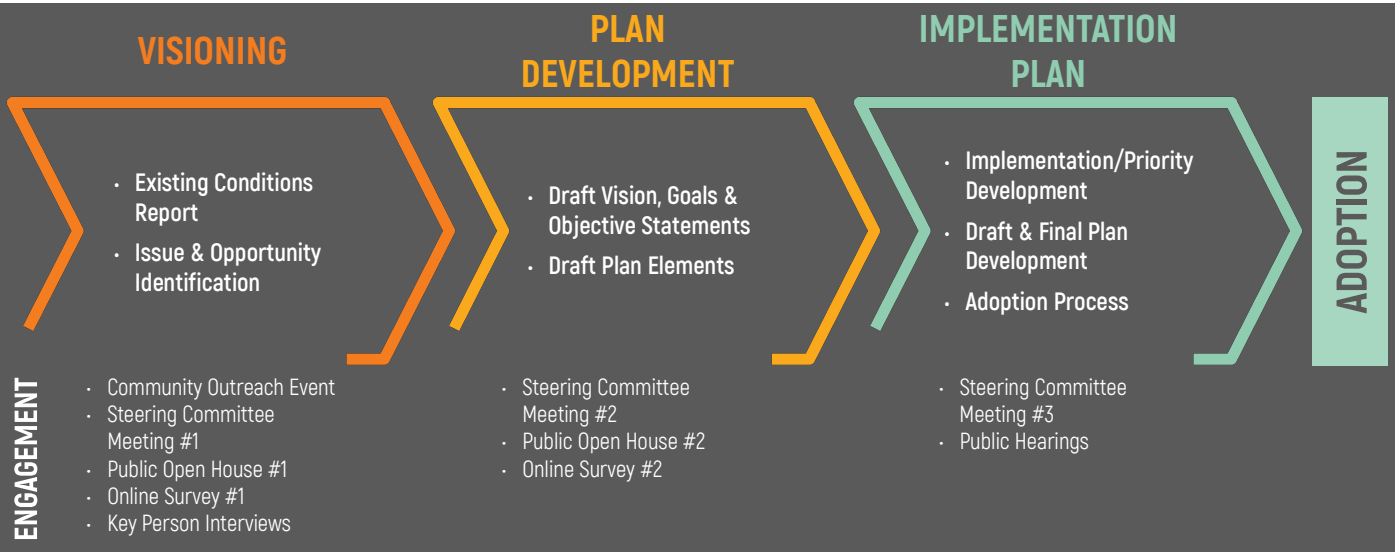 VISIONING
· Existing Conditions
Report
· Issue & Opportunity
Identification
PLAN
DEVELOPMENT
· Draft Vision, Goals &
Objective Statements
· Draft Plan Elements
IMPLEMENTATION
PLAN
· Implementation/Priority
Development
· Draft & Final Plan
Development
· Adoption Process
ADOPTION
ENGAGEMENT
· Community Outreach Event
· Steering Committee
Meeting #1
· Public Open House #1
· Online Survey #1
· Key Person Interviews
· Steering Committee
Meeting #2
· Public Open House #2
· Online Survey #2
· Steering Committee
Meeting #3
· Public Hearings